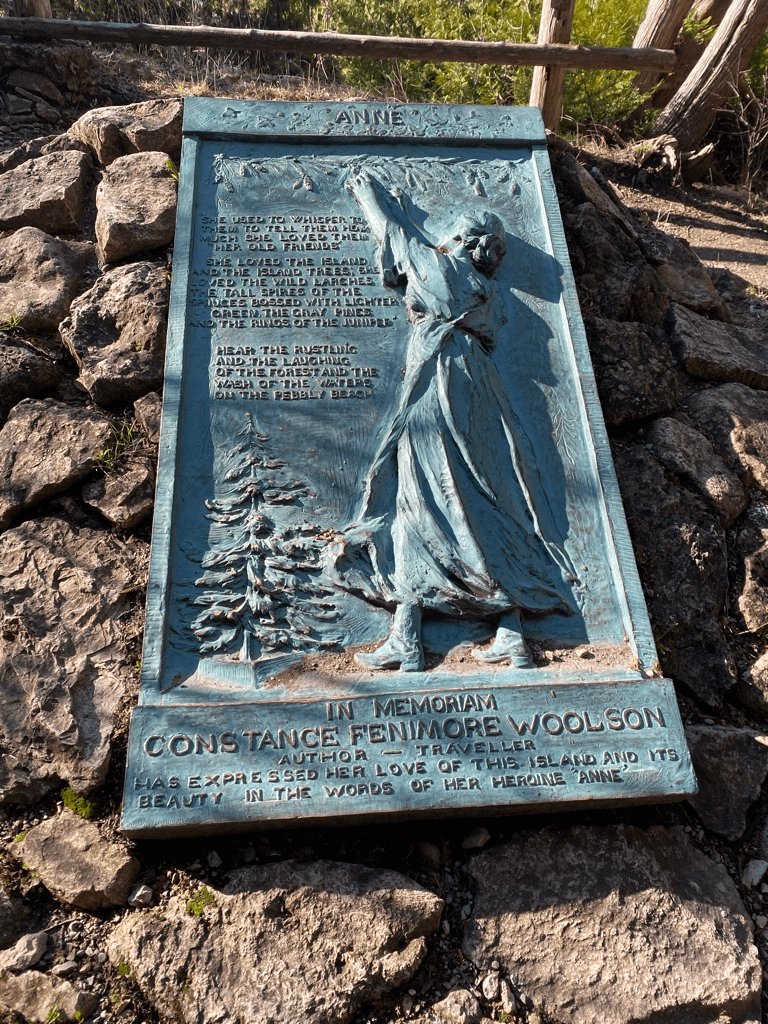 ANNE
"SHE USED TO WHISPER TO
THEM TO TELL THEM HOW
MUCH SHE LOVED THEM
"HER OLD FRIENDS"
SHE LOVED THE ISLAND
AND THE ISLAND TREES; SHE
LOVED THE WILD LARCHES
THE TALL SPIRES OF THE
SPRUCES BOSSED WITH LIGHTER
GREEN THE GRAY PINES
AND THE RINGS OF THE JUNIPER"
HEAR THE RUSTLING
AND THE LAUGHING
OF THE FOREST AND THE
WASH OF THE WATERS
ON THE PEBBLY BEACH
IN MEMORIAM
CONSTANCE FENIMORE WOOLSON
AUTHOR — TRAVELLER
HAS EXPRESSED HER LOVE OF THIS ISLAND AND ITS
BEAUTY IN THE WORDS OF HER HEROINE "ANNE"